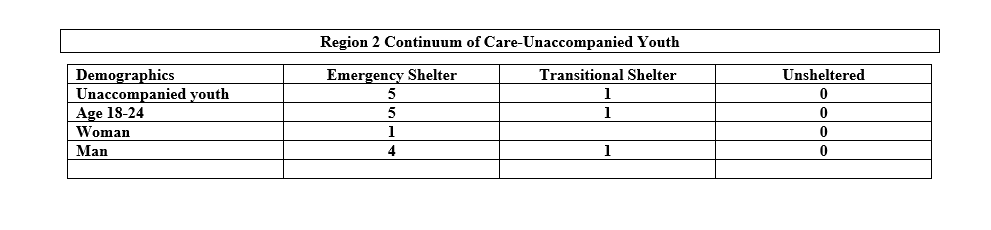 Region 2 Continuum of Care-Unaccompanied Youth
Demographics Emergency Shelter Transitional Shelter Unsheltered
Unaccompanied youth 5 1 0
Age 18-24 5 1 0
Woman 1 0
Man 4 1 0